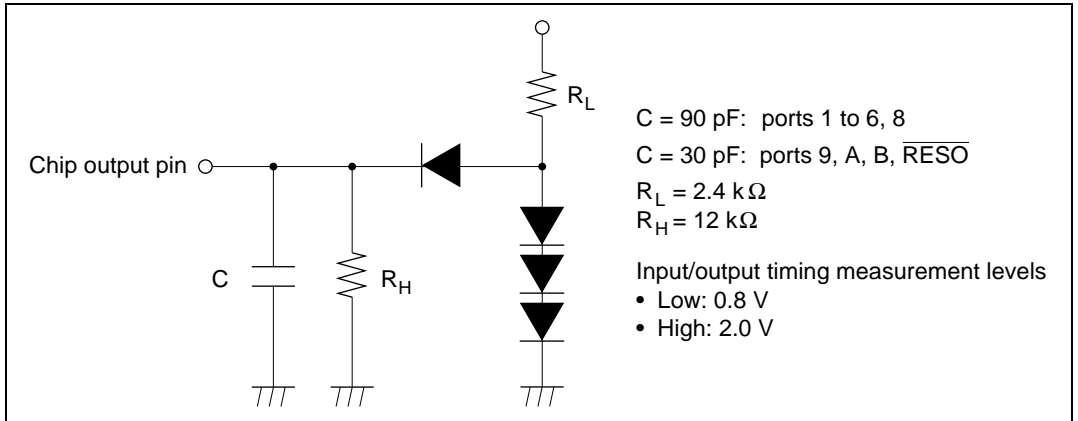 R_L
Chip output pin
C
R_H
C = 90 pF: ports 1 to 6, 8
C = 30 pF: ports 9, A, B, R̅E̅S̅O̅
R_L = 2.4 kΩ
R_H = 12 kΩ
Input/output timing measurement levels
• Low: 0.8 V
• High: 2.0 V